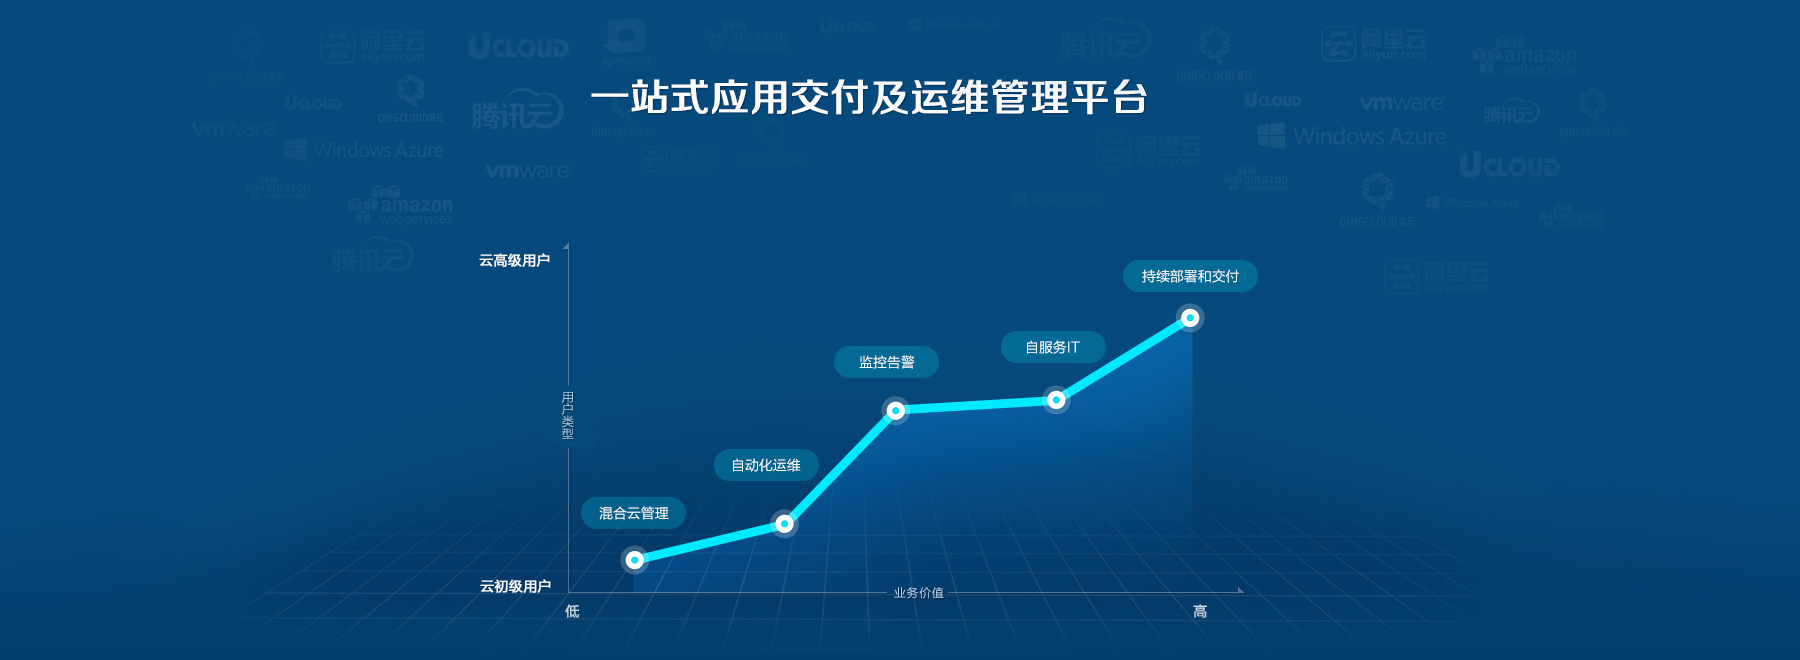 QINGCLOUD青云
阿里云
aliyun.com
UCLOUD
openstack
amazon
webservices
UCLOUD
Windows Azure
腾讯云
QINGCLOUD青云
阿里云
aliyun.com
amazon
webservices
一站式应用交付及运维管理平台
UCLOUD
QINGCLOUD青云
腾讯云
QINGCLOUD青云
UCLOUD
vmware
腾讯云
QINGCLOUD青云
vmware
Windows Azure
vmware
阿里云
阿里云
aliyun.com
Windows Azure
UCLOUD
amazon
webservices
amazon
webservices
amazon
QINGCLOUD青云
Windows Azure
amazon
Windows Azure
腾讯云
阿里云
aliyun.com
云高级用户
持续部署和交付
自服务IT
监控告警
用户类型
自动化运维
混合云管理
云初级用户
业务价值
低
高